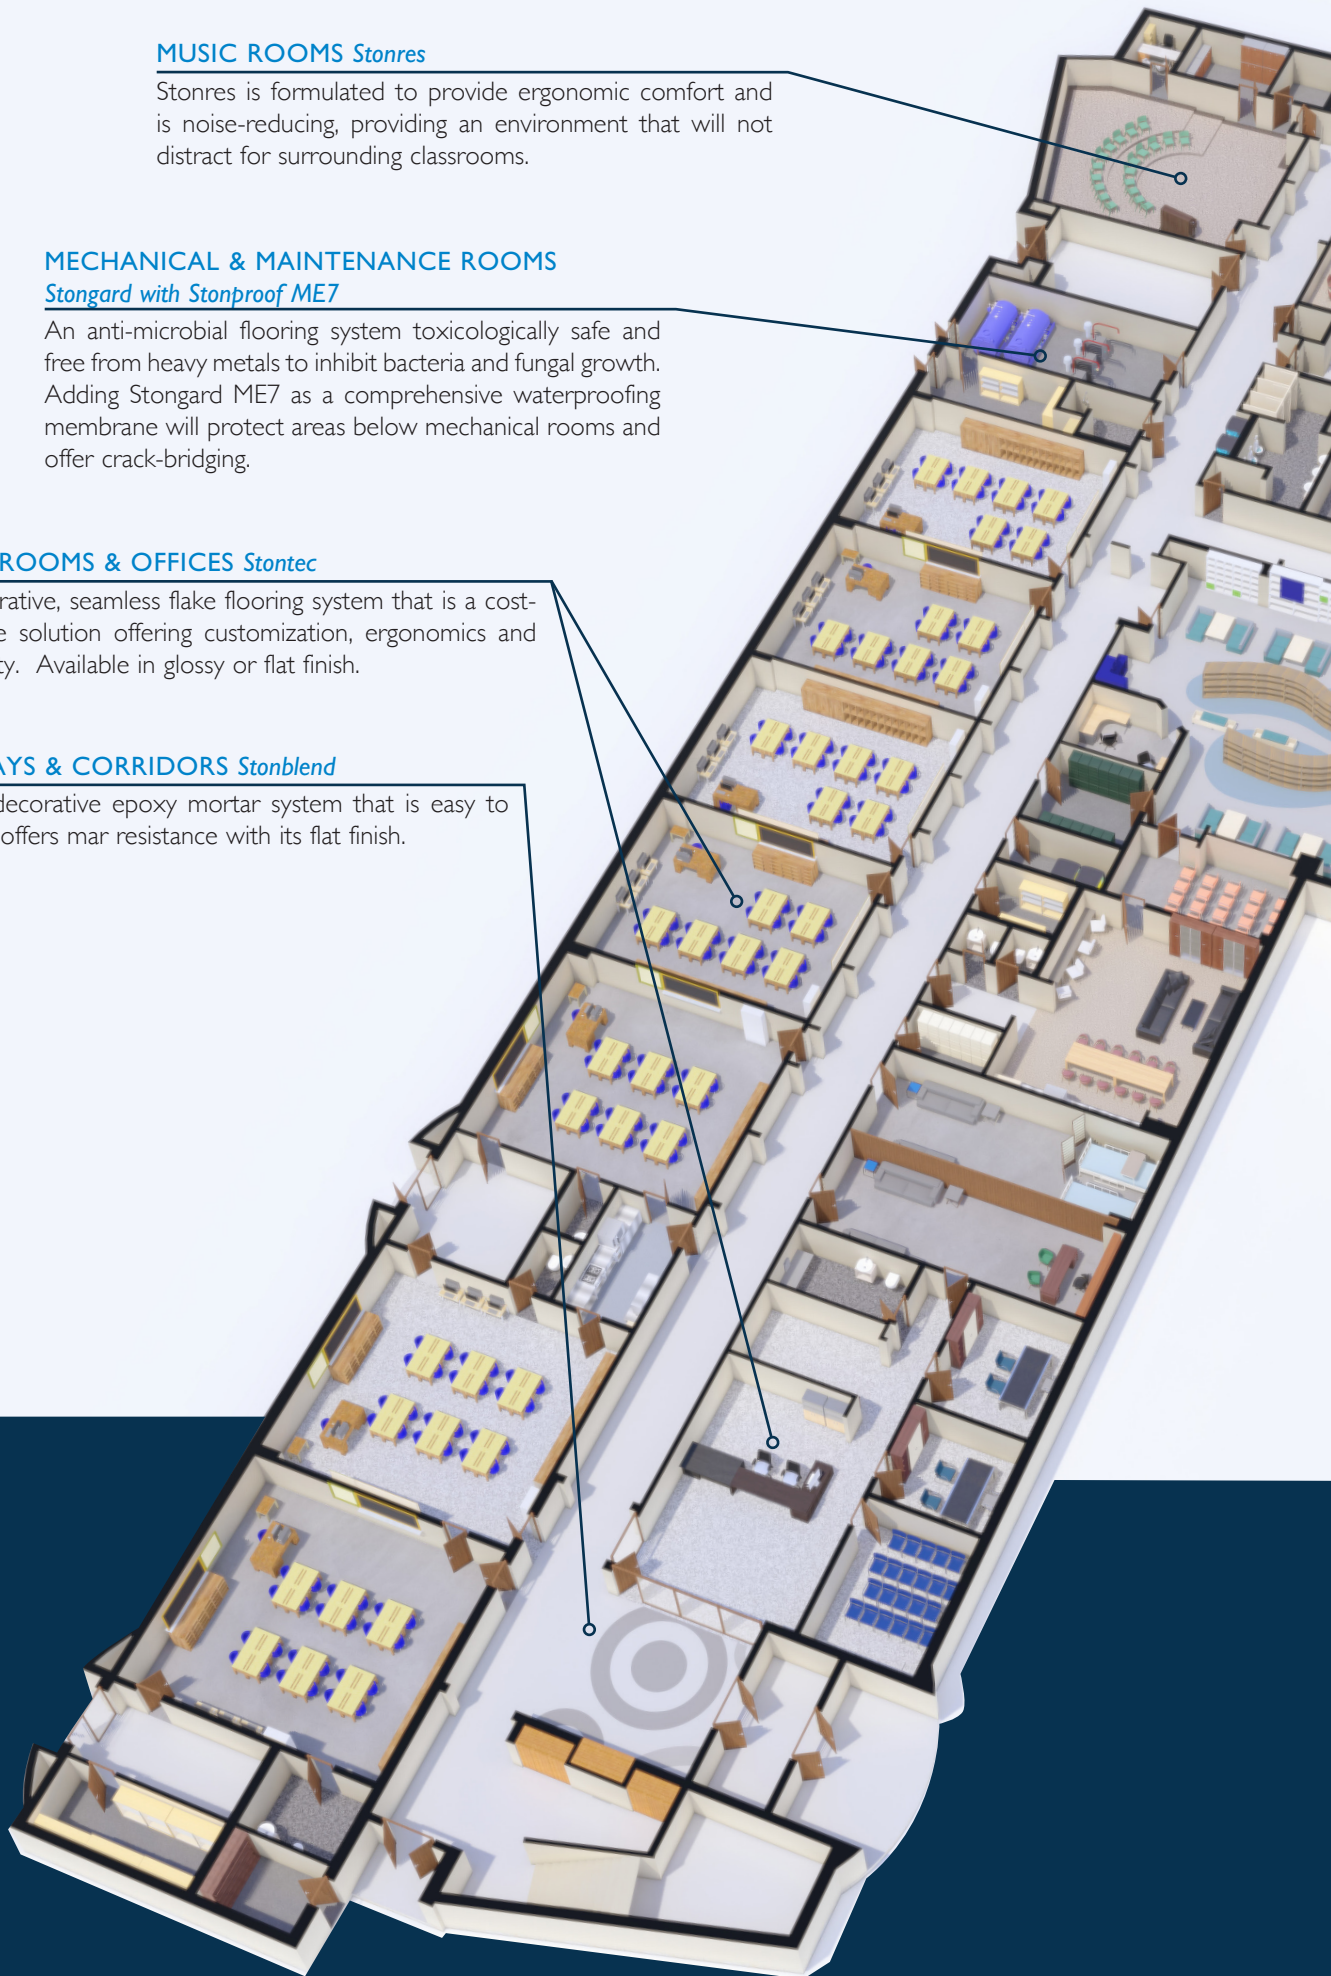 MUSIC ROOMS Stonres
Stonres is formulated to provide ergonomic comfort and
is noise-reducing, providing an environment that will not
distract for surrounding classrooms.
MECHANICAL & MAINTENANCE ROOMS
Stongard with Stonproof ME7
An anti-microbial flooring system toxicologically safe and
free from heavy metals to inhibit bacteria and fungal growth.
Adding Stongard ME7 as a comprehensive waterproofing
membrane will protect areas below mechanical rooms and
offer crack-bridging.
ROOMS & OFFICES Stontec
rative, seamless flake flooring system that is a cost-
e solution offering customization, ergonomics and
ty. Available in glossy or flat finish.
AYS & CORRIDORS Stonblend
decorative epoxy mortar system that is easy to
offers mar resistance with its flat finish.